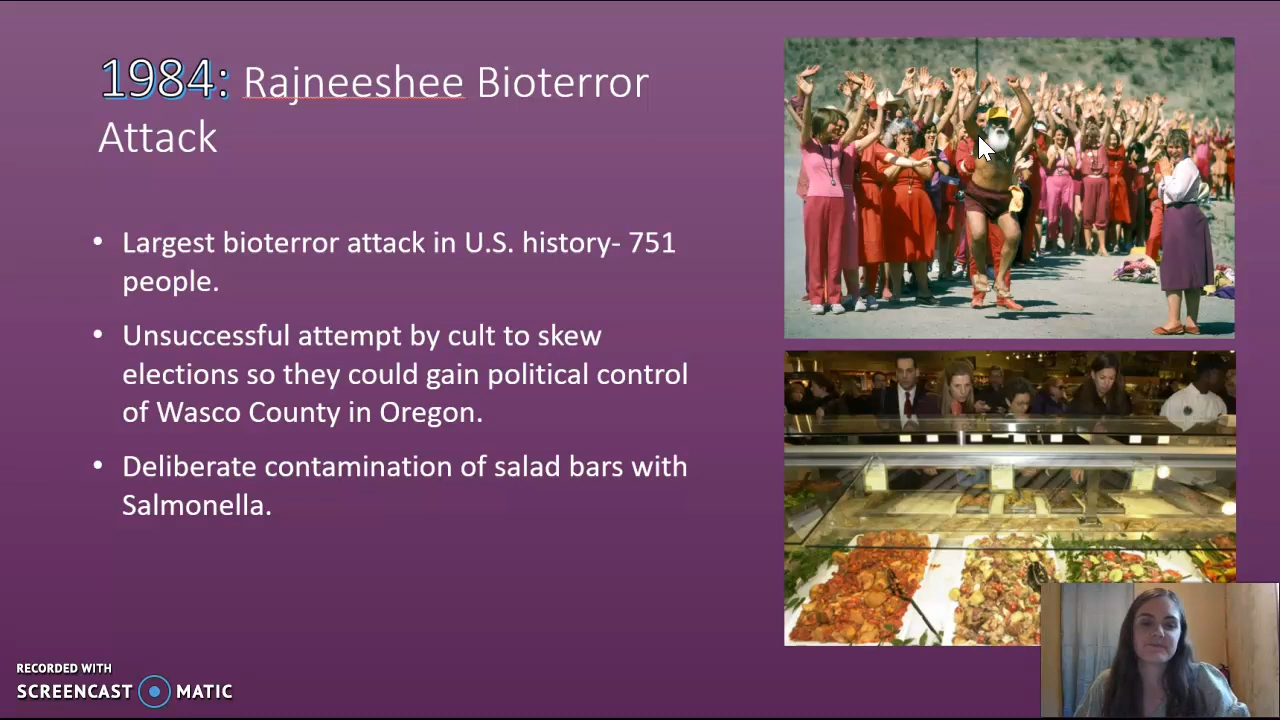 1984: Rajneeshee Bioterror
Attack
• Largest bioterror attack in U.S. history- 751
people.
• Unsuccessful attempt by cult to skew
elections so they could gain political control
of Wasco County in Oregon.
• Deliberate contamination of salad bars with
Salmonella.
RECORDED WITH
SCREENCAST MATIC